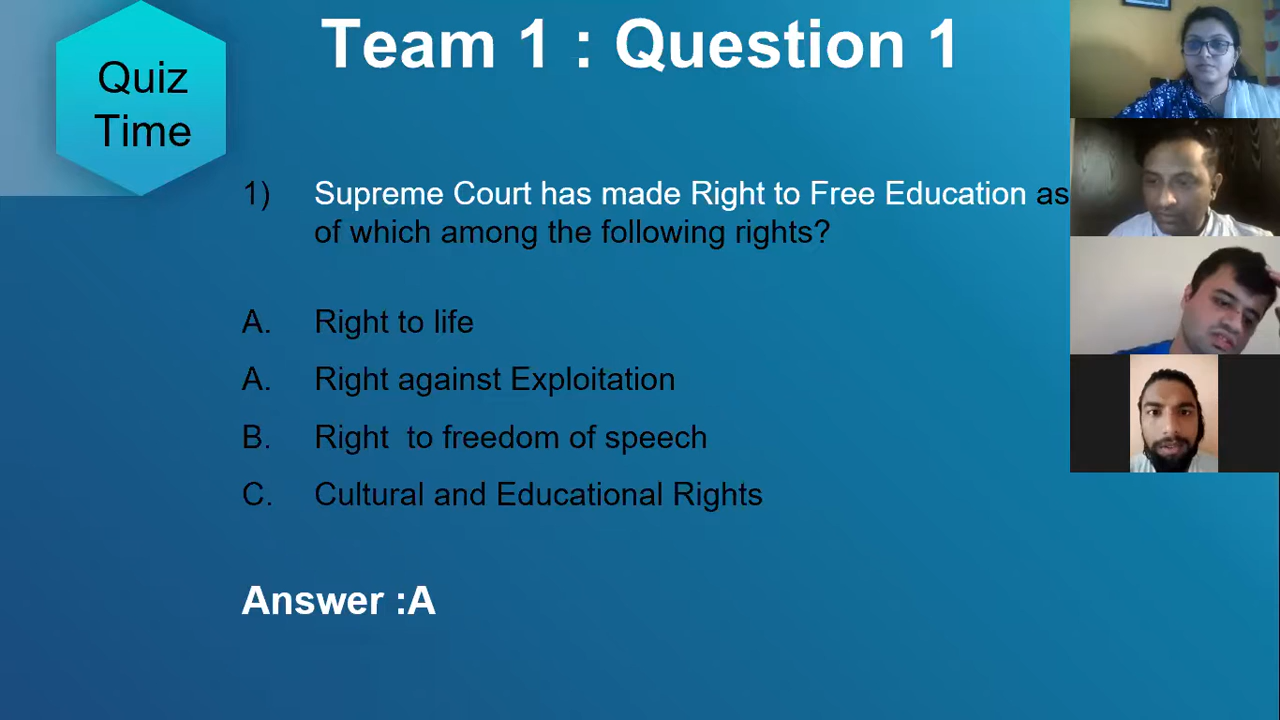 Team 1 : Question 1
Quiz
Time
1) Supreme Court has made Right to Free Education as
of which among the following rights?
A. Right to life
A. Right against Exploitation
B. Right to freedom of speech
C. Cultural and Educational Rights
Answer :A